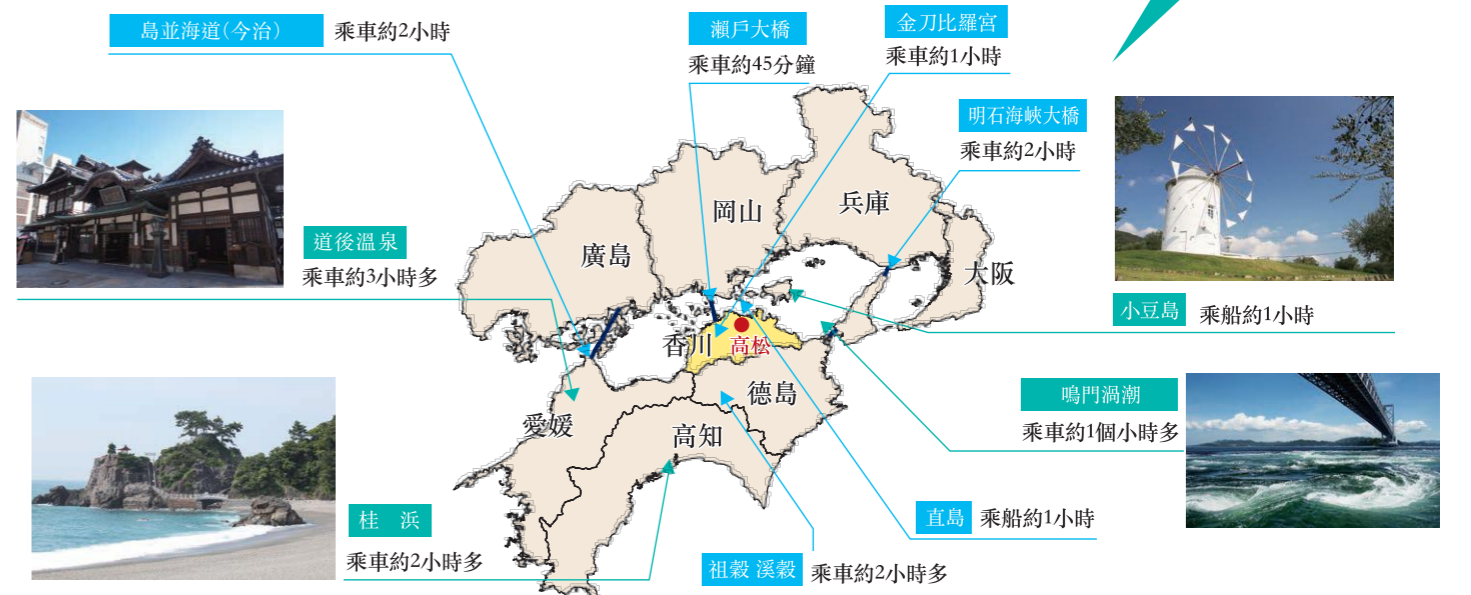 島並海道(今治) 乘車約2小時
瀨戶大橋
乘車約45分鐘
金刀比羅宮
乘車約1小時
明石海峽大橋
乘車約2小時
道後溫泉
乘車約3小時多
岡山
兵庫
廣島
大阪
小豆島 乘船約1小時
香川
高松
德島
愛媛
高知
鳴門渦潮
乘車約1個小時多
桂 浜
乘車約2小時多
直島 乘船約1小時
祖穀 溪穀 乘車約2小時多